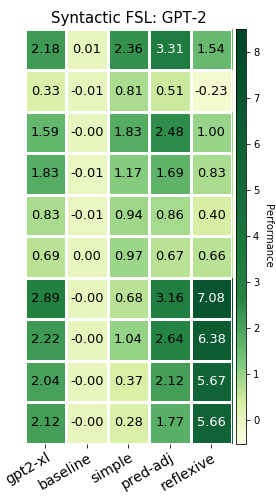 Syntactic FSL: GPT-2
2.18 0.01 2.36 3.31 1.54
0.33 -0.01 0.81 0.51 -0.23
1.59 -0.00 1.83 2.48 1.00
1.83 -0.01 1.17 1.69 0.83
0.83 -0.01 0.94 0.86 0.40
0.69 0.00 0.97 0.67 0.66
2.89 -0.00 0.68 3.16 7.08
2.22 -0.00 1.04 2.64 6.38
2.04 -0.00 0.37 2.12 5.67
2.12 -0.00 0.28 1.77 5.66
gpt2-xl baseline simple pred-adj reflexive
8
7
6
5
4
3
2
1
0
Performance